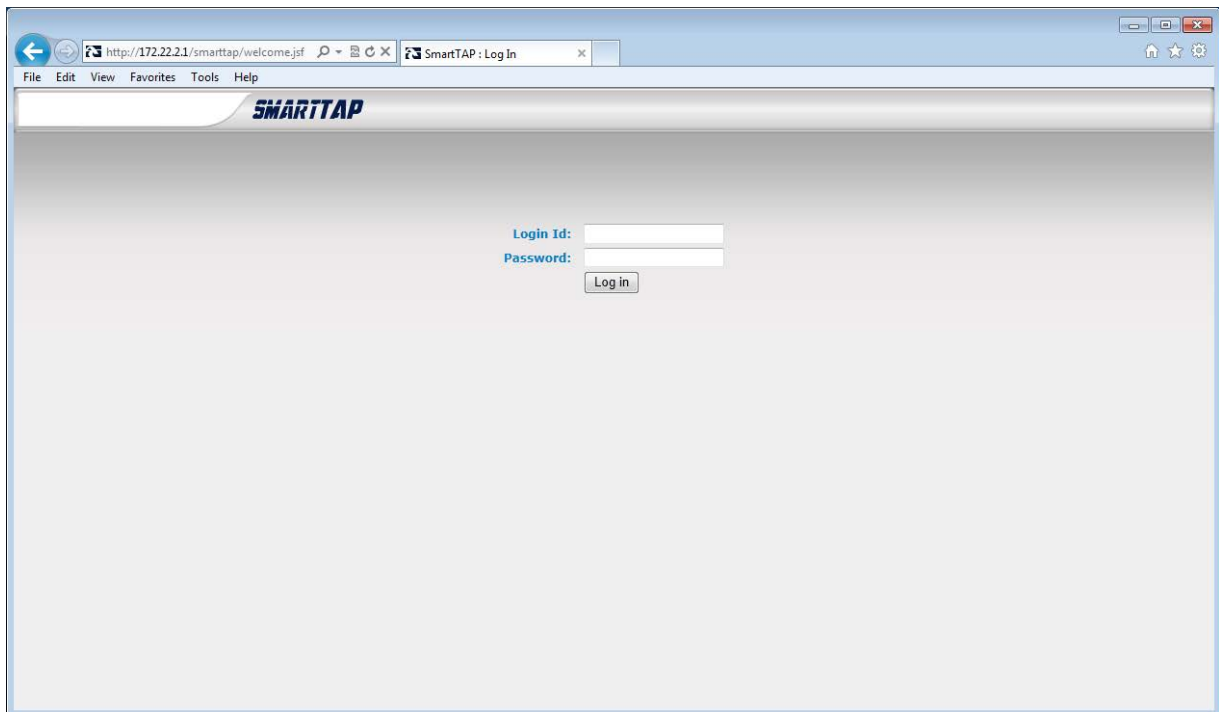 http://172.22.2.1/smarttap/welcome.jsf SmartTAP : Log In
File Edit View Favorites Tools Help
SMARTTAP
Login Id:
Password:
Log in